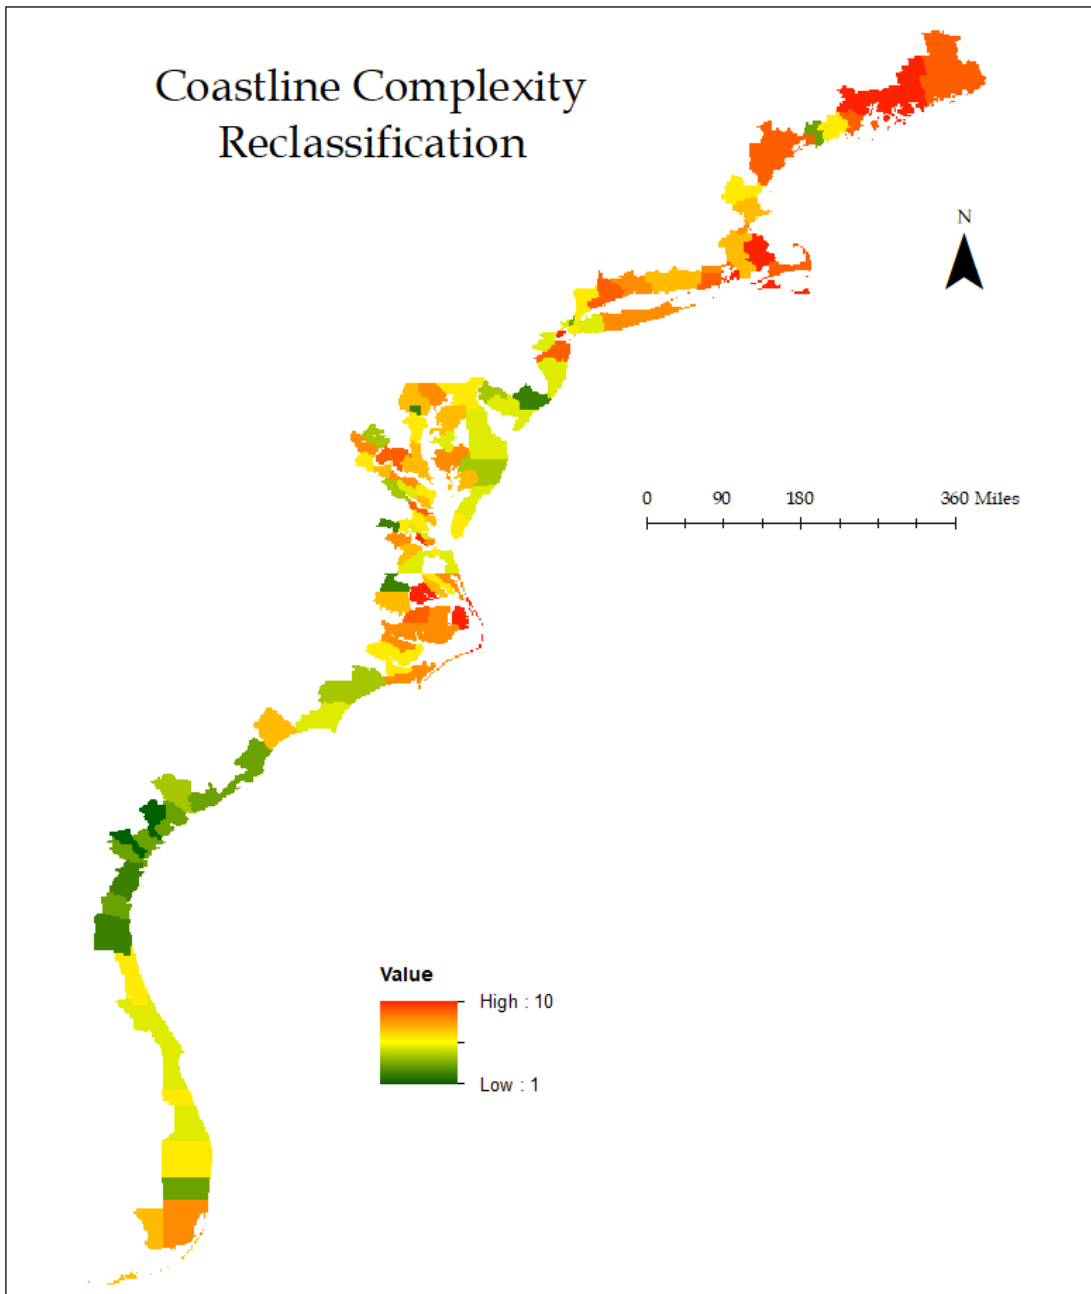 Coastline Complexity
Reclassification
N
0 90 180 360 Miles
Value
High : 10
Low : 1